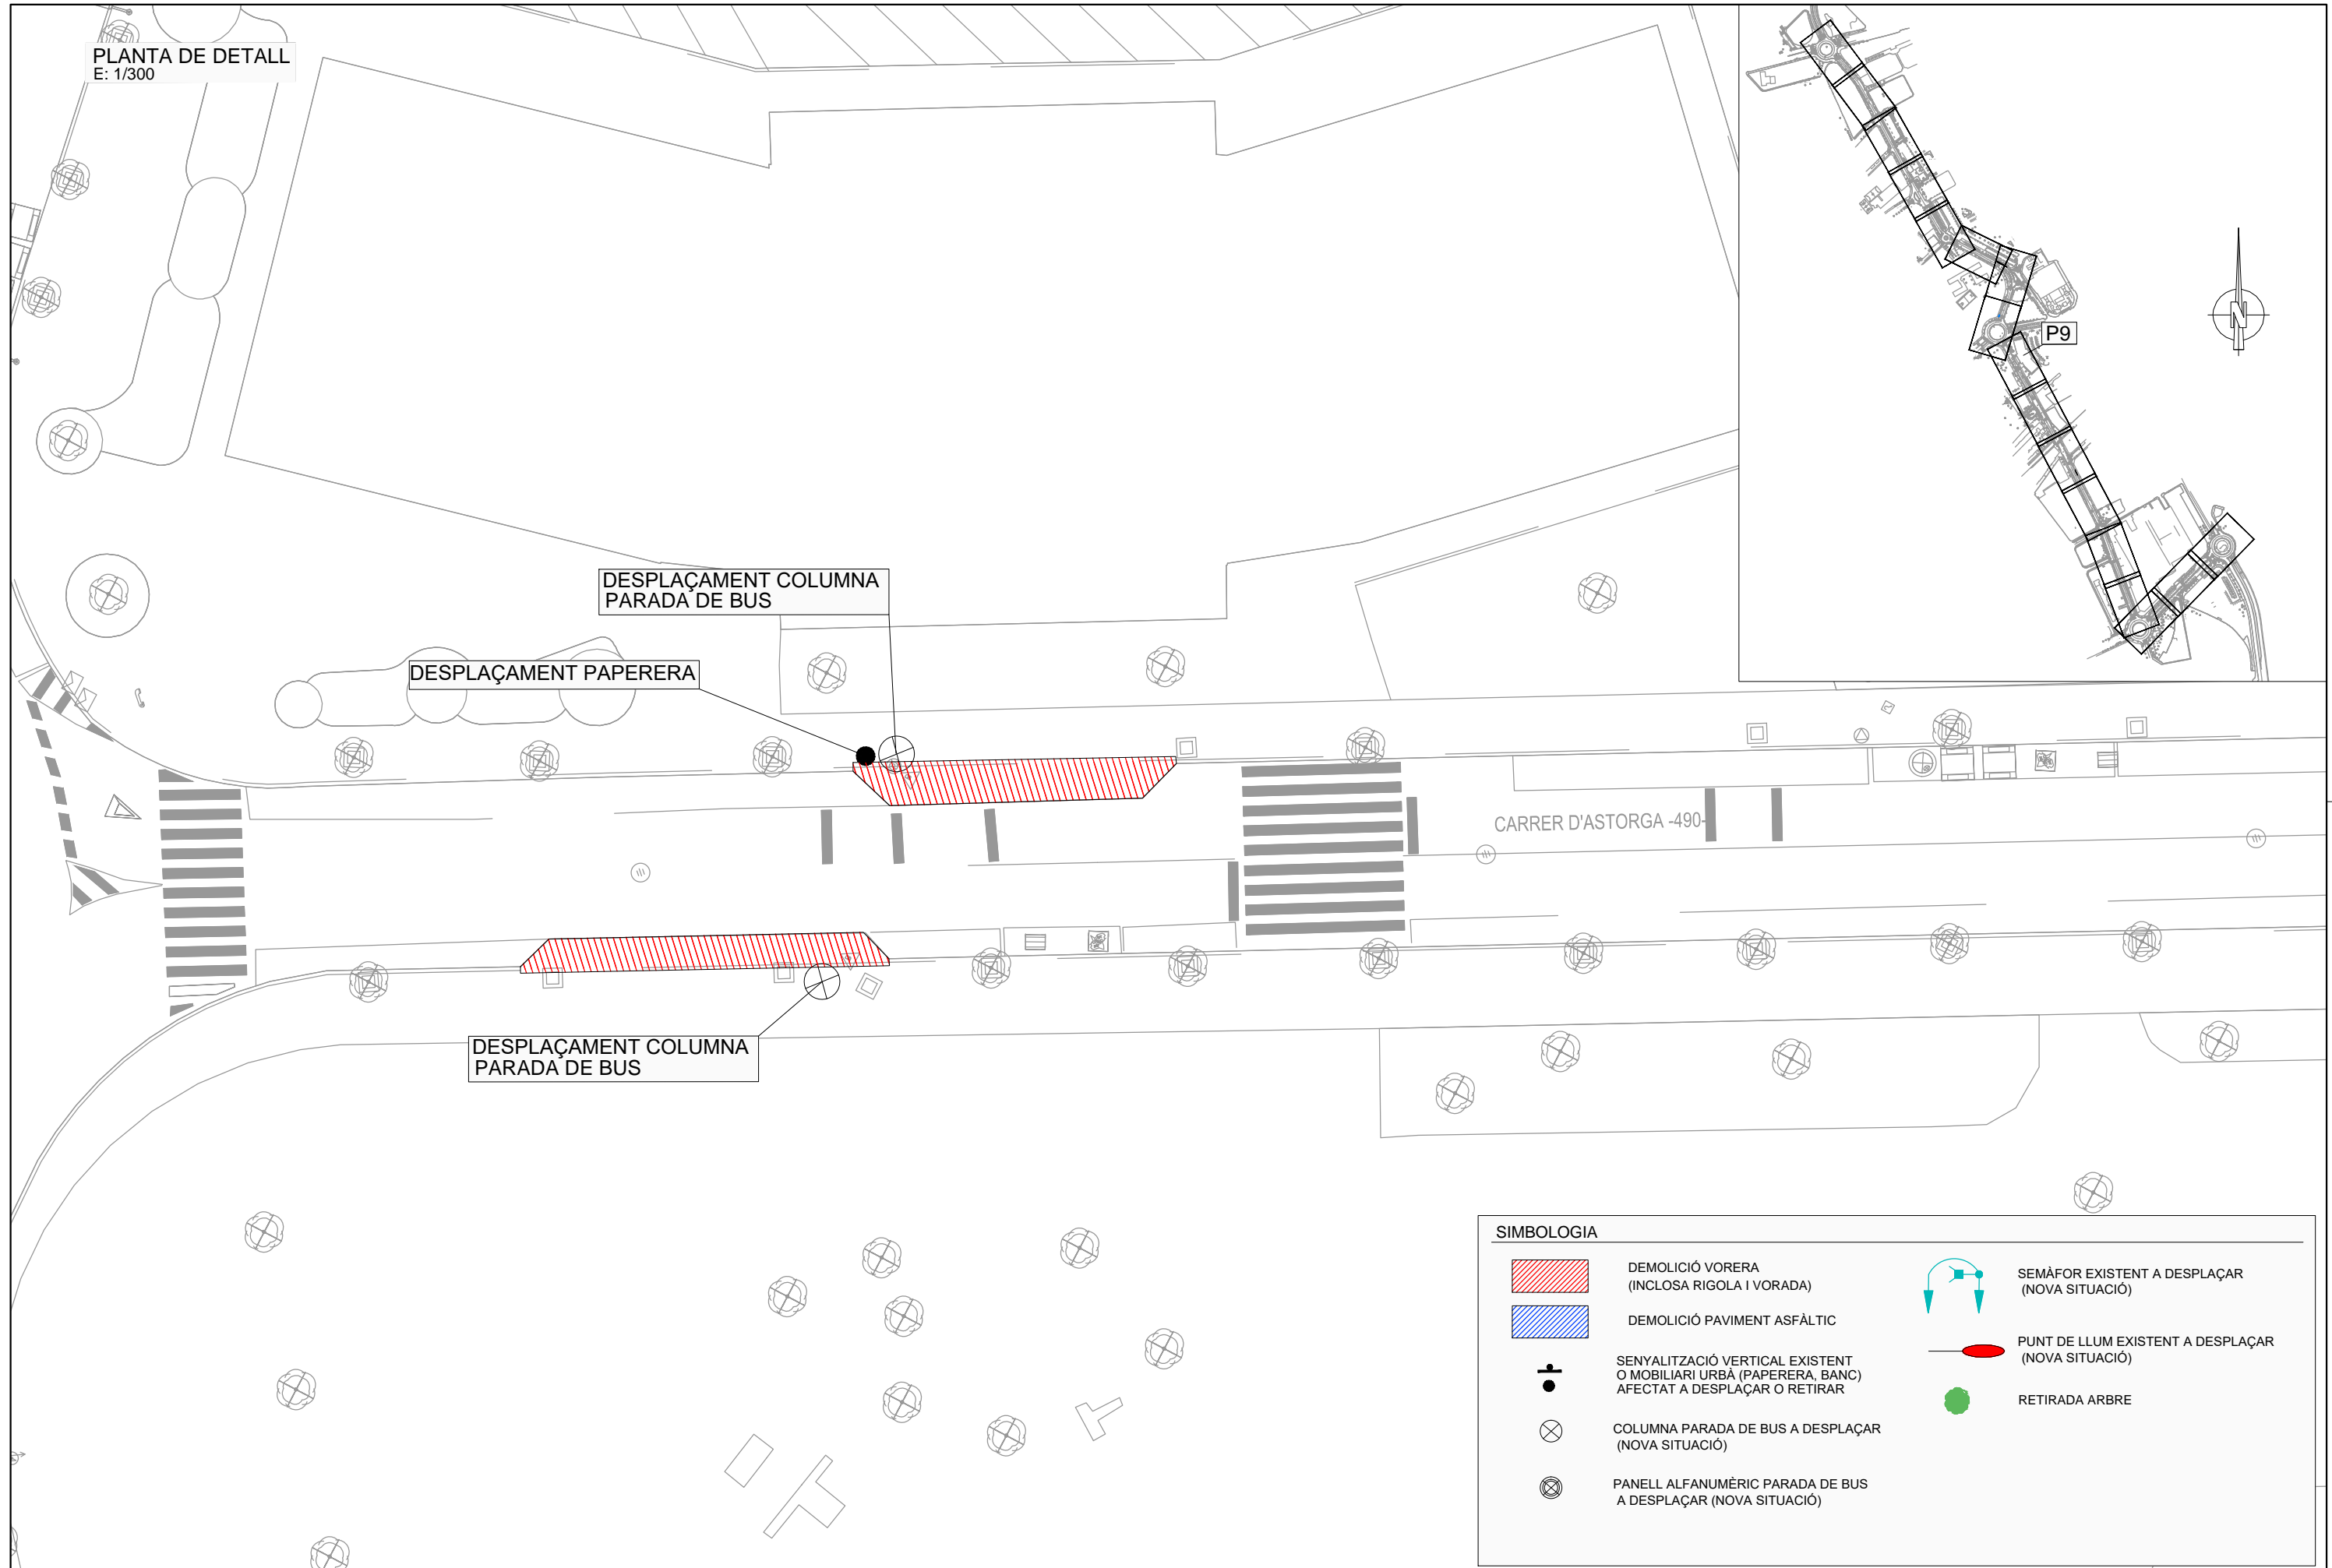 PLANTA DE DETALL
E: 1/300
P9
N
DESPLAÇAMENT COLUMNA
PARADA DE BUS
DESPLAÇAMENT PAPERERA
CARRER D'ASTORGA -490-
DESPLAÇAMENT COLUMNA
PARADA DE BUS
SIMBOLOGIA
DEMOLICIÓ VORERA
(INCLOSA RIGOLA I VORADA)
DEMOLICIÓ PAVIMENT ASFÀLTIC
SENYALITZACIÓ VERTICAL EXISTENT
O MOBILIARI URBÀ (PAPERERA, BANC)
AFECTAT A DESPLAÇAR O RETIRAR
COLUMNA PARADA DE BUS A DESPLAÇAR
(NOVA SITUACIÓ)
PANELL ALFANUMÈRIC PARADA DE BUS
A DESPLAÇAR (NOVA SITUACIÓ)
SEMÀFOR EXISTENT A DESPLAÇAR
(NOVA SITUACIÓ)
PUNT DE LLUM EXISTENT A DESPLAÇAR
(NOVA SITUACIÓ)
RETIRADA ARBRE